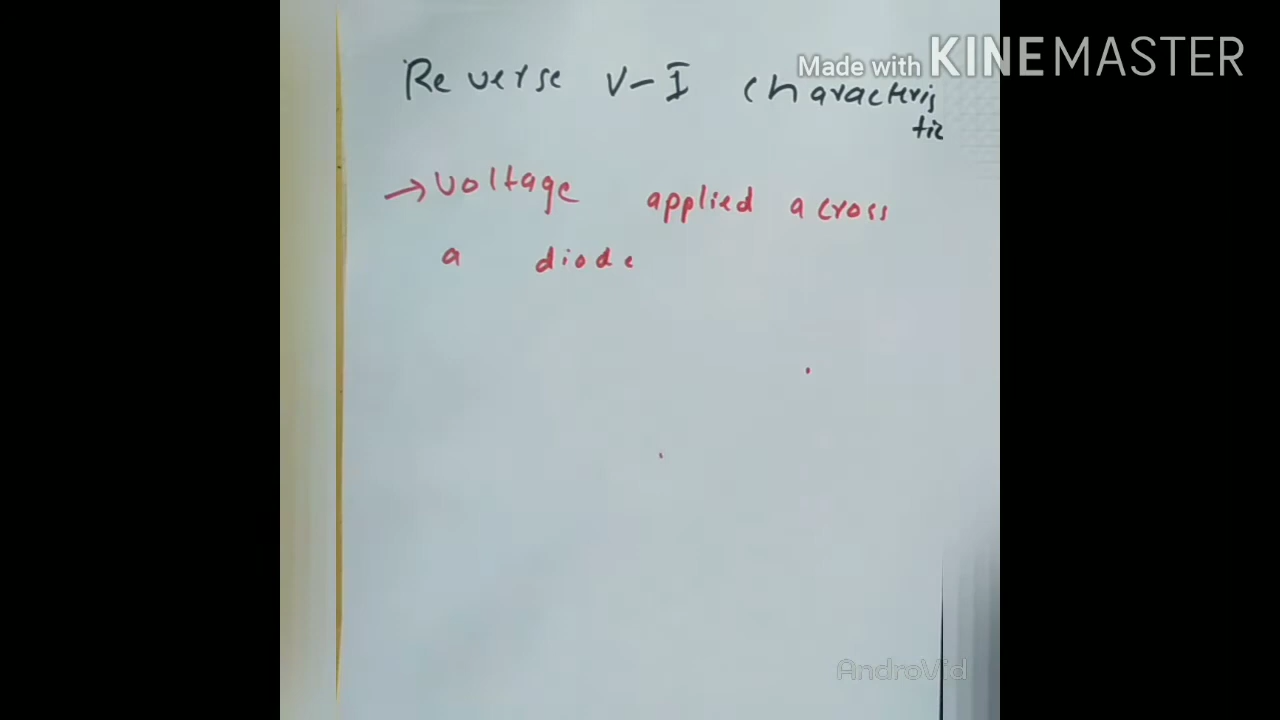 Made with KINEMASTER
Reverse V-I characteris
tic
→ voltage applied across
a diode
AndroVid